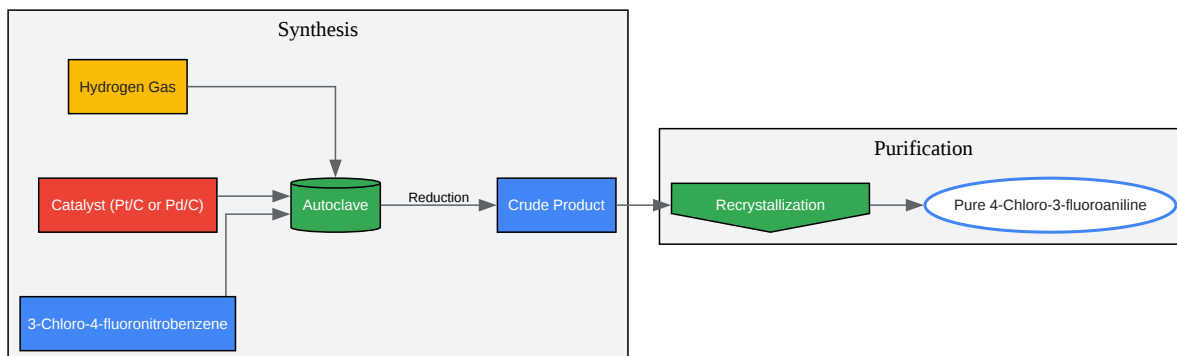 Synthesis
Hydrogen Gas
Catalyst (Pt/C or Pd/C)
Autoclave
Reduction
Crude Product
3-Chloro-4-fluoronitrobenzene
Purification
Recrystallization
Pure 4-Chloro-3-fluoroaniline